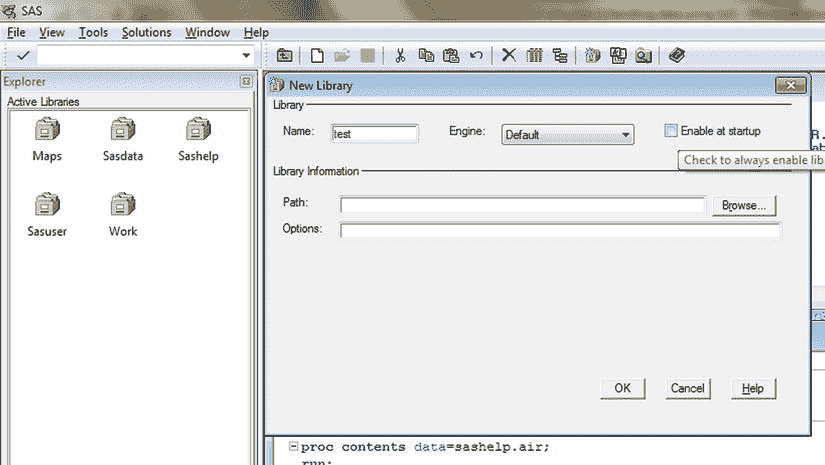 SAS
File View Tools Solutions Window Help
Explorer
Active Libraries
Maps Sasdata Sashelp
Sasuser Work
New Library
Library
Name: test Engine: Default Enable at startup
Check to always enable lib
Library Information
Path: Browse...
Options:
OK Cancel Help
proc contents data=sashelp.air;
run;